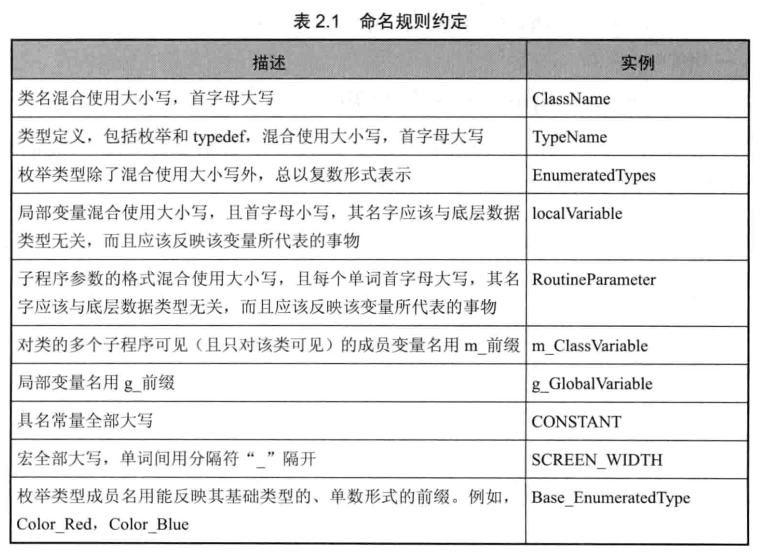 表 2.1 命名规则约定
描述 实例
类名混合使用大小写，首字母大写 ClassName
类型定义，包括枚举和 typedef，混合使用大小写，首字母大写 TypeName
枚举类型除了混合使用大小写外，总以复数形式表示 EnumeratedTypes
局部变量混合使用大小写，且首字母小写，其名字应该与底层数据 localVariable
类型无关，而且应该反映该变量所代表的事物
子程序参数的格式混合使用大小写，且每个单词首字母大写，其名 RoutineParameter
字应该与底层数据类型无关，而且应该反映该变量所代表的事物
对类的多个子程序可见（且只对该类可见）的成员变量名用 m_前缀 m_ClassVariable
局部变量名用 g_前缀 g_GlobalVariable
具名常量全部大写 CONSTANT
宏全部大写，单词间用分隔符“_”隔开 SCREEN_WIDTH
枚举类型成员名用能反映其基础类型的、单数形式的前缀。例如， Base_EnumeratedType
Color_Red，Color_Blue